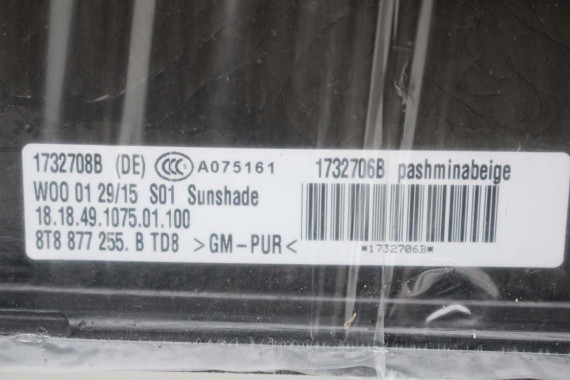 1732708B (DE) CCC S A075161 1732706B pashminabeige
W00 01 29/15 S01 Sunshade
18.18.49.1075.01.100
8T8 877 255. B TD8 >GM-PUR<
*1732706B*